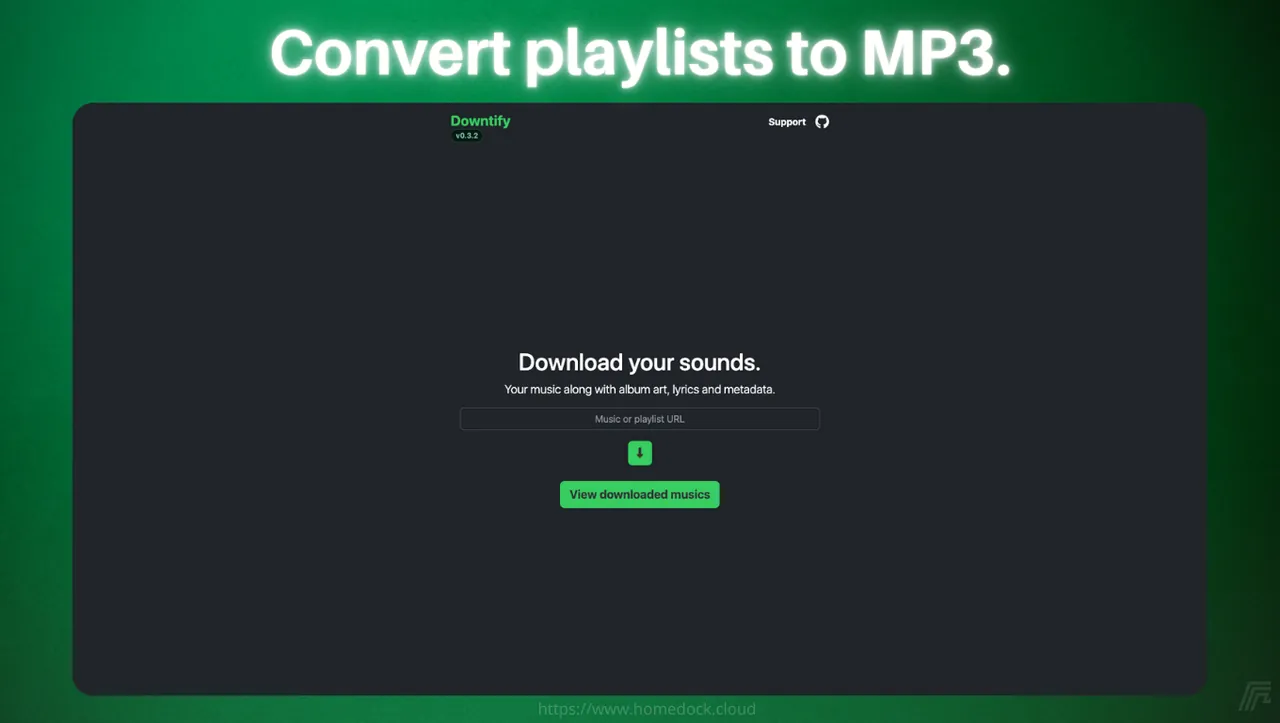 Convert playlists to MP3.
Downtify
Support
v0.3.2
Download your sounds.
Your music along with album art, lyrics and metadata.
Music or playlist URL
View downloaded musics
https://www.homedock.cloud